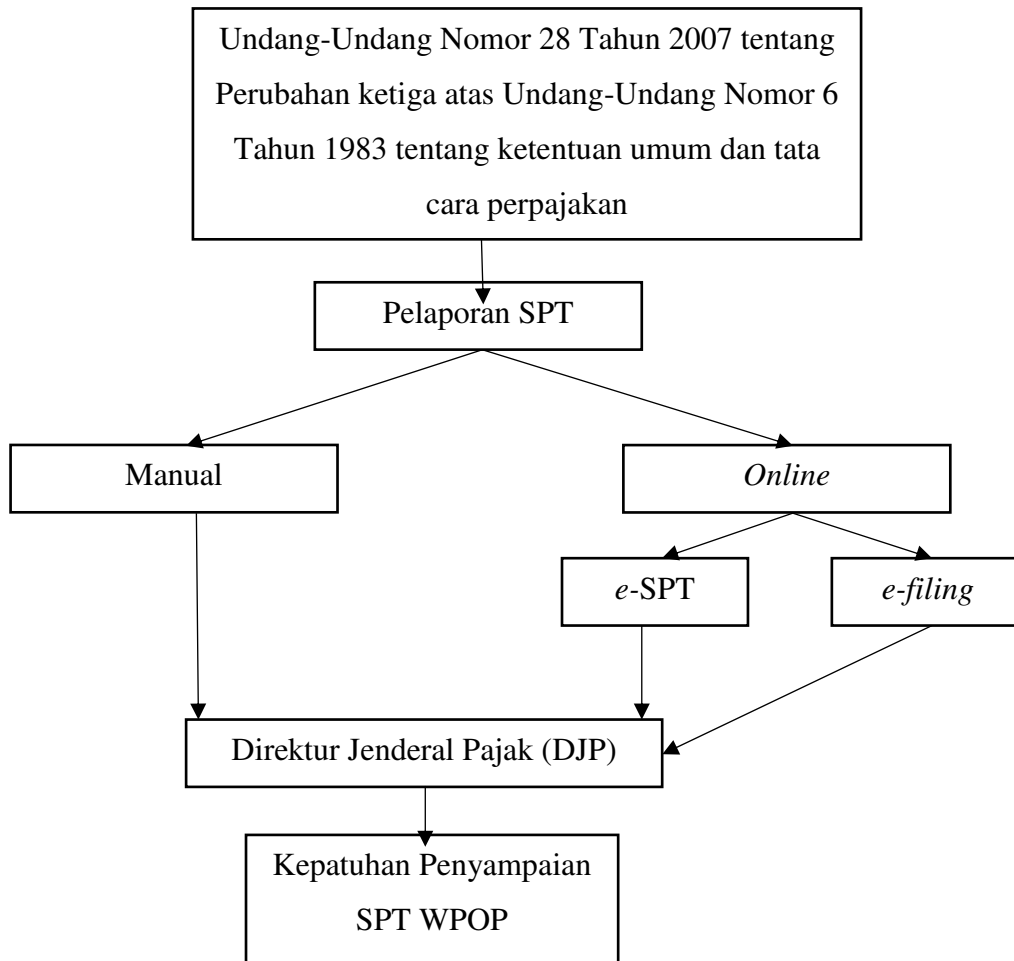 Undang-Undang Nomor 28 Tahun 2007 tentang
Perubahan ketiga atas Undang-Undang Nomor 6
Tahun 1983 tentang ketentuan umum dan tata
cara perpajakan
Pelaporan SPT
Manual
Online
e-SPT
e-filing
Direktur Jenderal Pajak (DJP)
Kepatuhan Penyampaian
SPT WPOP